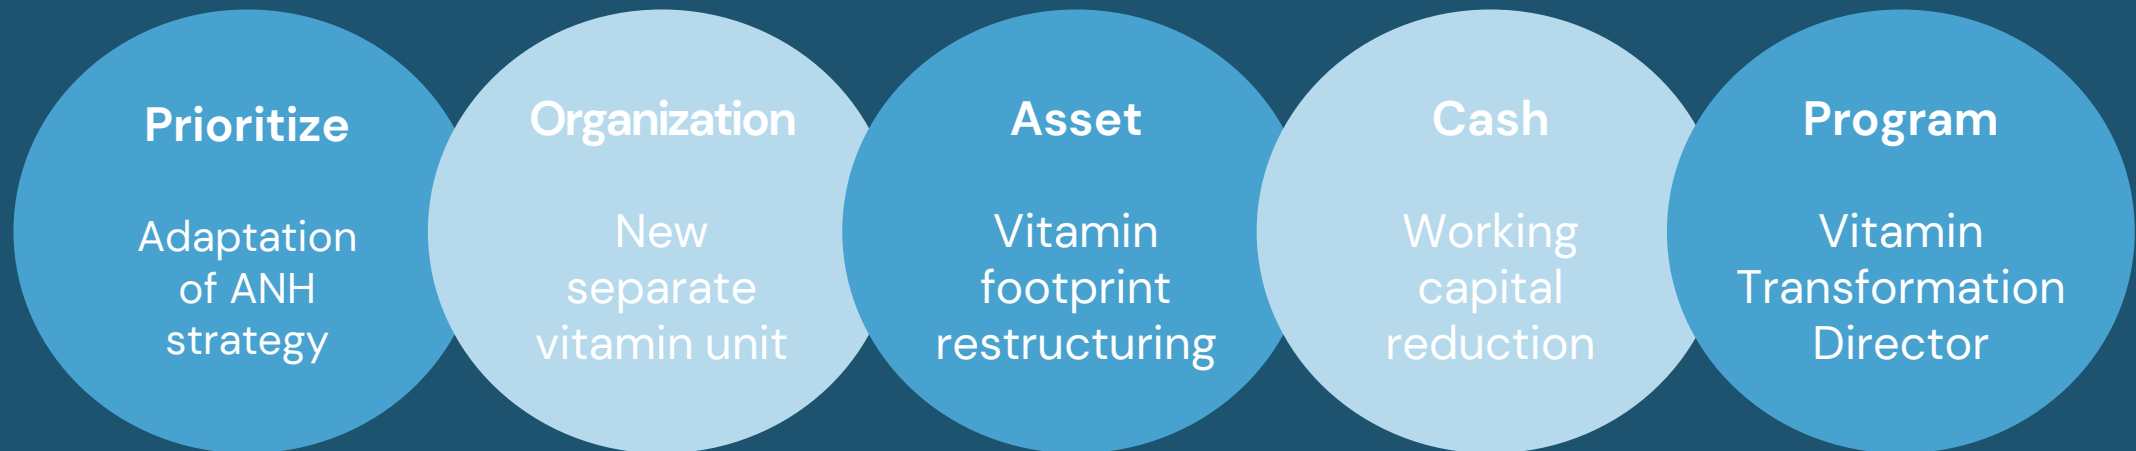 Prioritize
Adaptation
of ANH
strategy
Organization
New
separate
vitamin unit
Asset
Vitamin
footprint
restructuring
Cash
Working
capital
reduction
Program
Vitamin
Transformation
Director